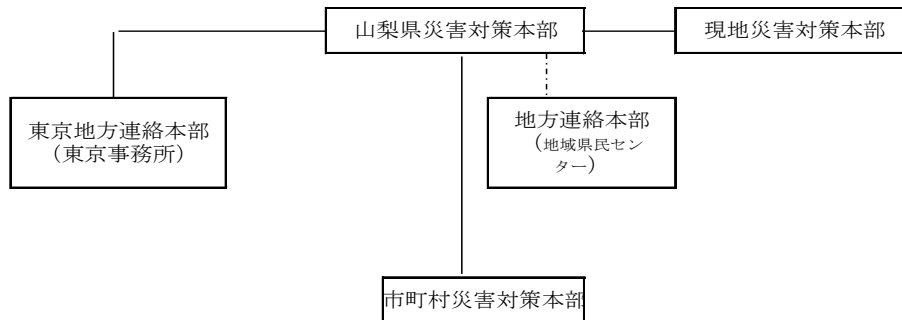 山梨県災害対策本部
現地災害対策本部
東京地方連絡本部
(東京事務所)
地方連絡本部
(地域県民セン
ター)
市町村災害対策本部